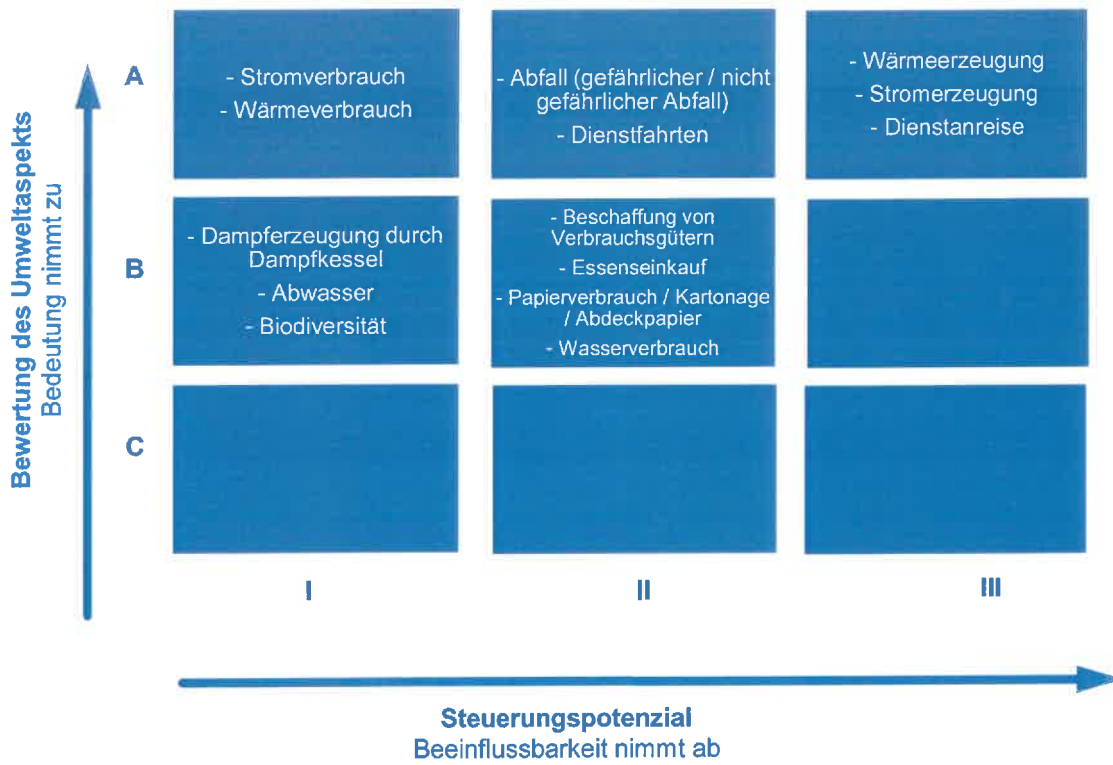 Bewertung des Umweltaspekts
Bedeutung nimmt zu
A
- Stromverbrauch
- Wärmeverbrauch
- Abfall (gefährlicher / nicht
gefährlicher Abfall)
- Dienstfahrten
- Wärmeerzeugung
- Stromerzeugung
- Dienstanreise
B
- Dampferzeugung durch
Dampfkessel
- Abwasser
- Biodiversität
- Beschaffung von
Verbrauchsgütern
- Essenseinkauf
- Papierverbrauch / Kartonage
/ Abdeckpapier
- Wasserverbrauch
C
I
II
III
Steuerungspotenzial
Beeinflussbarkeit nimmt ab